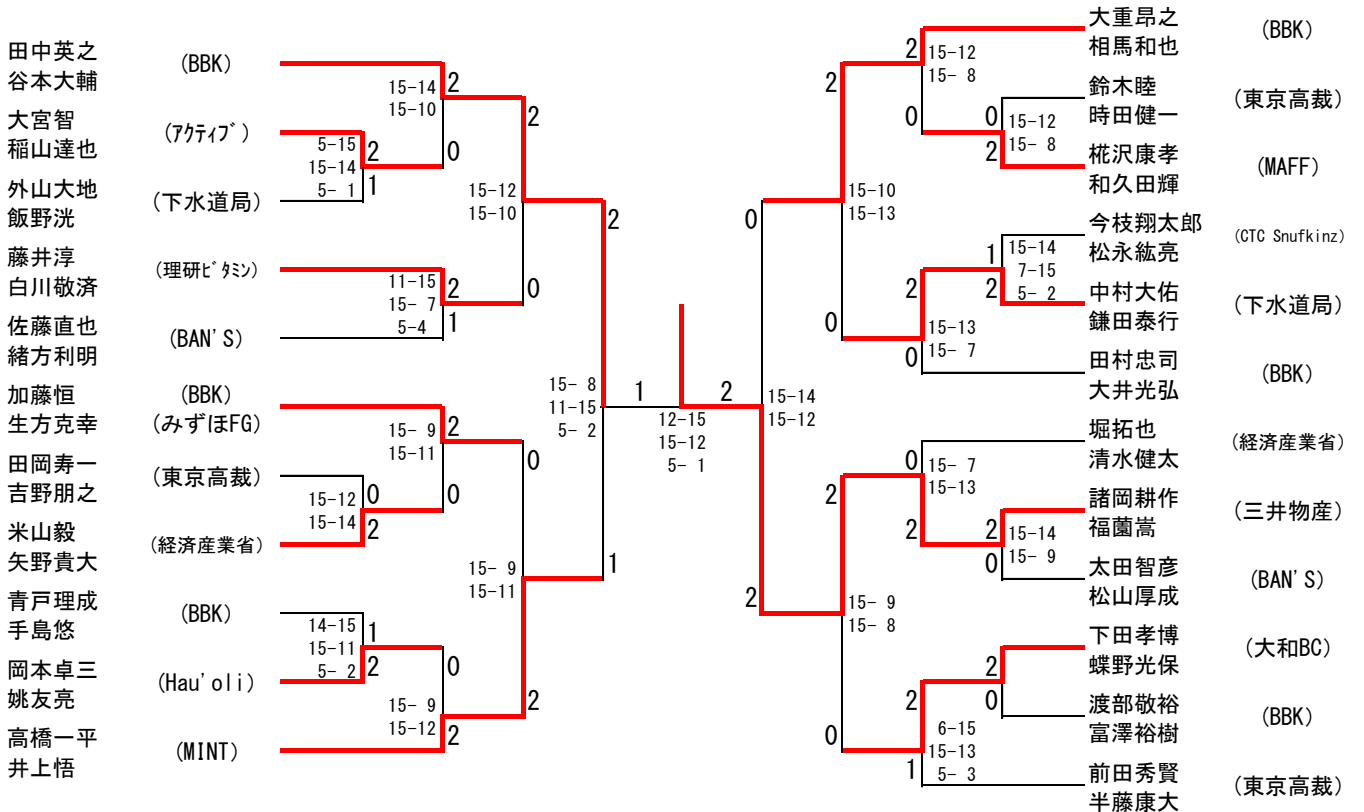 田中英之
谷本大輔
(BBK)
大宮智
稲山達也
(アクティブ)
外山大地
飯野洸
(下水道局)
藤井淳
白川敬済
(理研ビタミン)
佐藤直也
緒方利明
(BAN'S)
加藤恒
生方克幸
(BBK)
(みずほFG)
田岡寿一
吉野朋之
(東京高裁)
米山毅
矢野貴大
(経済産業省)
青戸理成
手島悠
(BBK)
岡本卓三
姚友亮
(Hau'oli)
高橋一平
井上悟
(MINT)
15-14
15-10
2
0
5-15
15-14
5- 1
2
1
15-12
15-10
2
0
11-15
15- 7
5-4
2
1
15- 9
15-11
2
0
15-12
15-14
0
2
15- 9
15-11
0
2
14-15
15-11
5- 2
1
2
15- 9
15-12
0
2
15- 8
11-15
5- 2
2
1
1
2
12-15
15-12
5- 1
15-14
15-12
0
2
15-10
15-13
2
0
15-12
15- 8
2
0
15-12
15- 8
0
2
15-14
7-15
5- 2
1
2
15-13
15- 7
2
0
15- 9
15- 8
2
0
15- 7
15-13
0
2
15-14
15- 9
2
0
2
0
6-15
15-13
5- 3
2
1
大重昂之
相馬和也
(BBK)
鈴木睦
時田健一
(東京高裁)
椛沢康孝
和久田輝
(MAFF)
今枝翔太郎
松永紘亮
(CTC Snufkinz)
中村大佑
鎌田泰行
(下水道局)
田村忠司
大井光弘
(BBK)
堀拓也
清水健太
(経済産業省)
諸岡耕作
福薗嵩
(三井物産)
太田智彦
松山厚成
(BAN'S)
下田孝博
蝶野光保
(大和BC)
渡部敬裕
富澤裕樹
(BBK)
前田秀賢
半藤康大
(東京高裁)